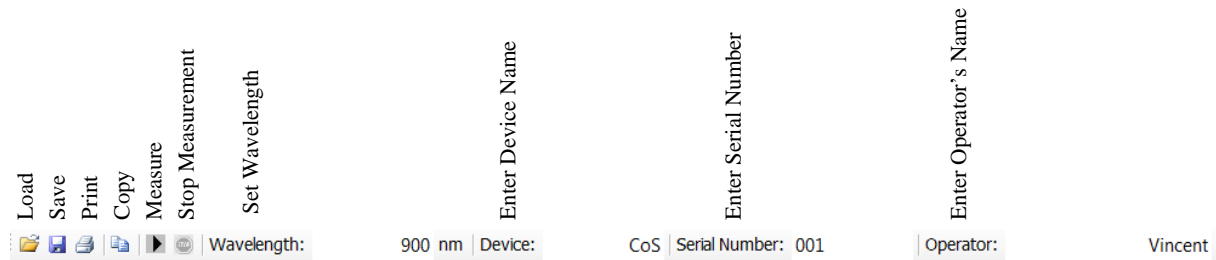 Load
Save
Print
Copy
Measure
Stop Measurement
Set Wavelength
Enter Device Name
Enter Serial Number
Enter Operator's Name
Wavelength: 900 nm Device: CoS Serial Number: 001 Operator: Vincent